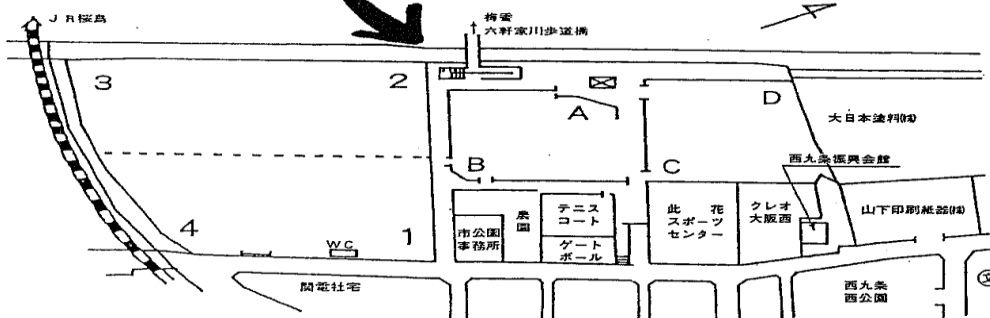 JR桜島
梅香
六軒家川歩道橋
3
2
A
D
大日本塗料㈱
西九条振興会館
B
C
4
1
WC
市公園
事務所
農園
テニス
コート
ゲート
ボール
此花
スポーツ
センター
クレオ
大阪西
山下印刷紙器㈱
関電社宅
西九条
西公園
文